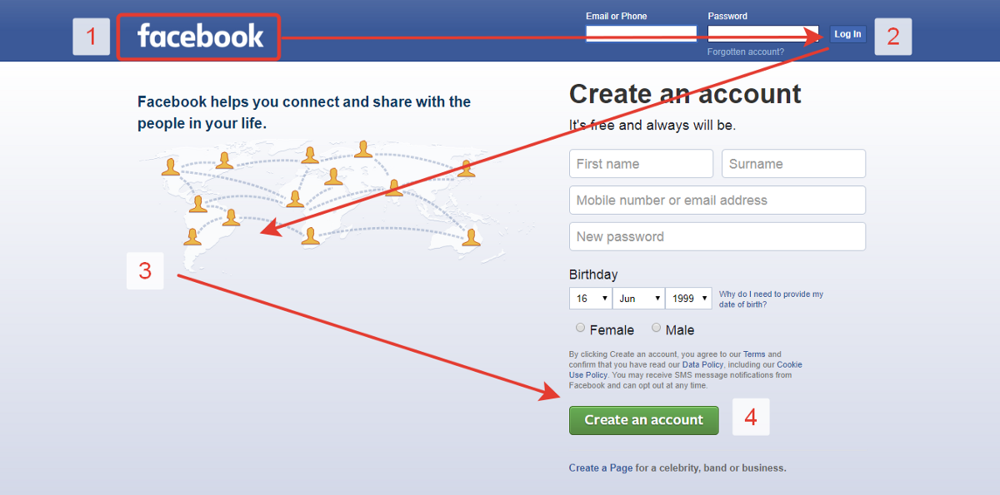 1
facebook
Email or Phone
Password
Log In
2
Forgotten account?
Facebook helps you connect and share with the
people in your life.
3
Create an account
It's free and always will be.
First name
Surname
Mobile number or email address
New password
Birthday
16
Jun
1999
Why do I need to provide my
date of birth?
Female
Male
By clicking Create an account, you agree to our Terms and
confirm that you have read our Data Policy, including our Cookie
Use Policy. You may receive SMS message notifications from
Facebook and can opt out at any time.
Create an account
4
Create a Page for a celebrity, band or business.